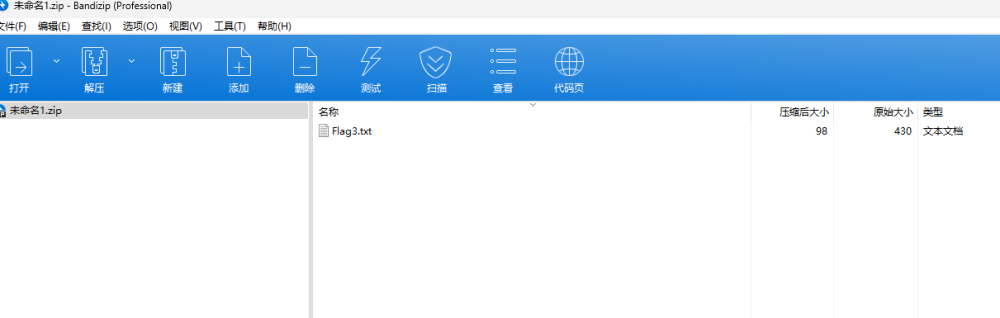 未命名1.zip - Bandizip (Professional)
文件(F) 编辑(E) 查找(I) 选项(O) 视图(V) 工具(T) 帮助(H)
打开 解压 新建 添加 删除 测试 扫描 查看 代码页
未命名1.zip
名称 压缩后大小 原始大小 类型
Flag3.txt 98 430 文本文档